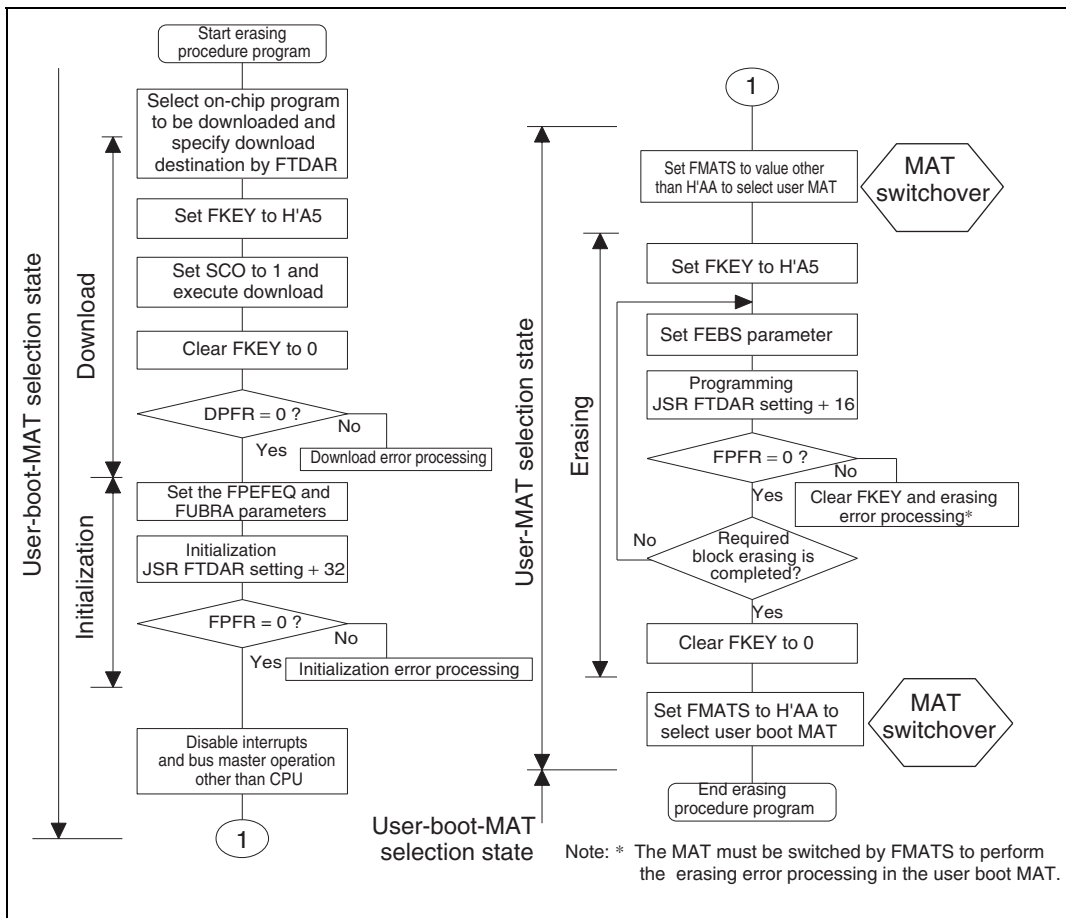 Start erasing
procedure program
Select on-chip program
to be downloaded and
specify download
destination by FTDAR
Set FKEY to H'A5
Set SCO to 1 and
execute download
Clear FKEY to 0
DPFR = 0 ?
No
Yes
Download error processing
Set the FPEFEQ and
FUBRA parameters
Initialization
JSR FTDAR setting + 32
FPFR = 0 ?
No
Yes
Initialization error processing
Disable interrupts
and bus master operation
other than CPU
1
User-boot-MAT selection state
Download
Initialization
1
Set FMATS to value other
than H'AA to select user MAT
MAT
switchover
Set FKEY to H'A5
Set FEBS parameter
Programming
JSR FTDAR setting + 16
FPFR = 0 ?
No
Yes
Clear FKEY and erasing
error processing*
No
Required
block erasing is
completed?
Yes
Clear FKEY to 0
Set FMATS to H'AA to
select user boot MAT
MAT
switchover
End erasing
procedure program
User-MAT selection state
Erasing
User-boot-MAT
selection state
Note: * The MAT must be switched by FMATS to perform
the erasing error processing in the user boot MAT.